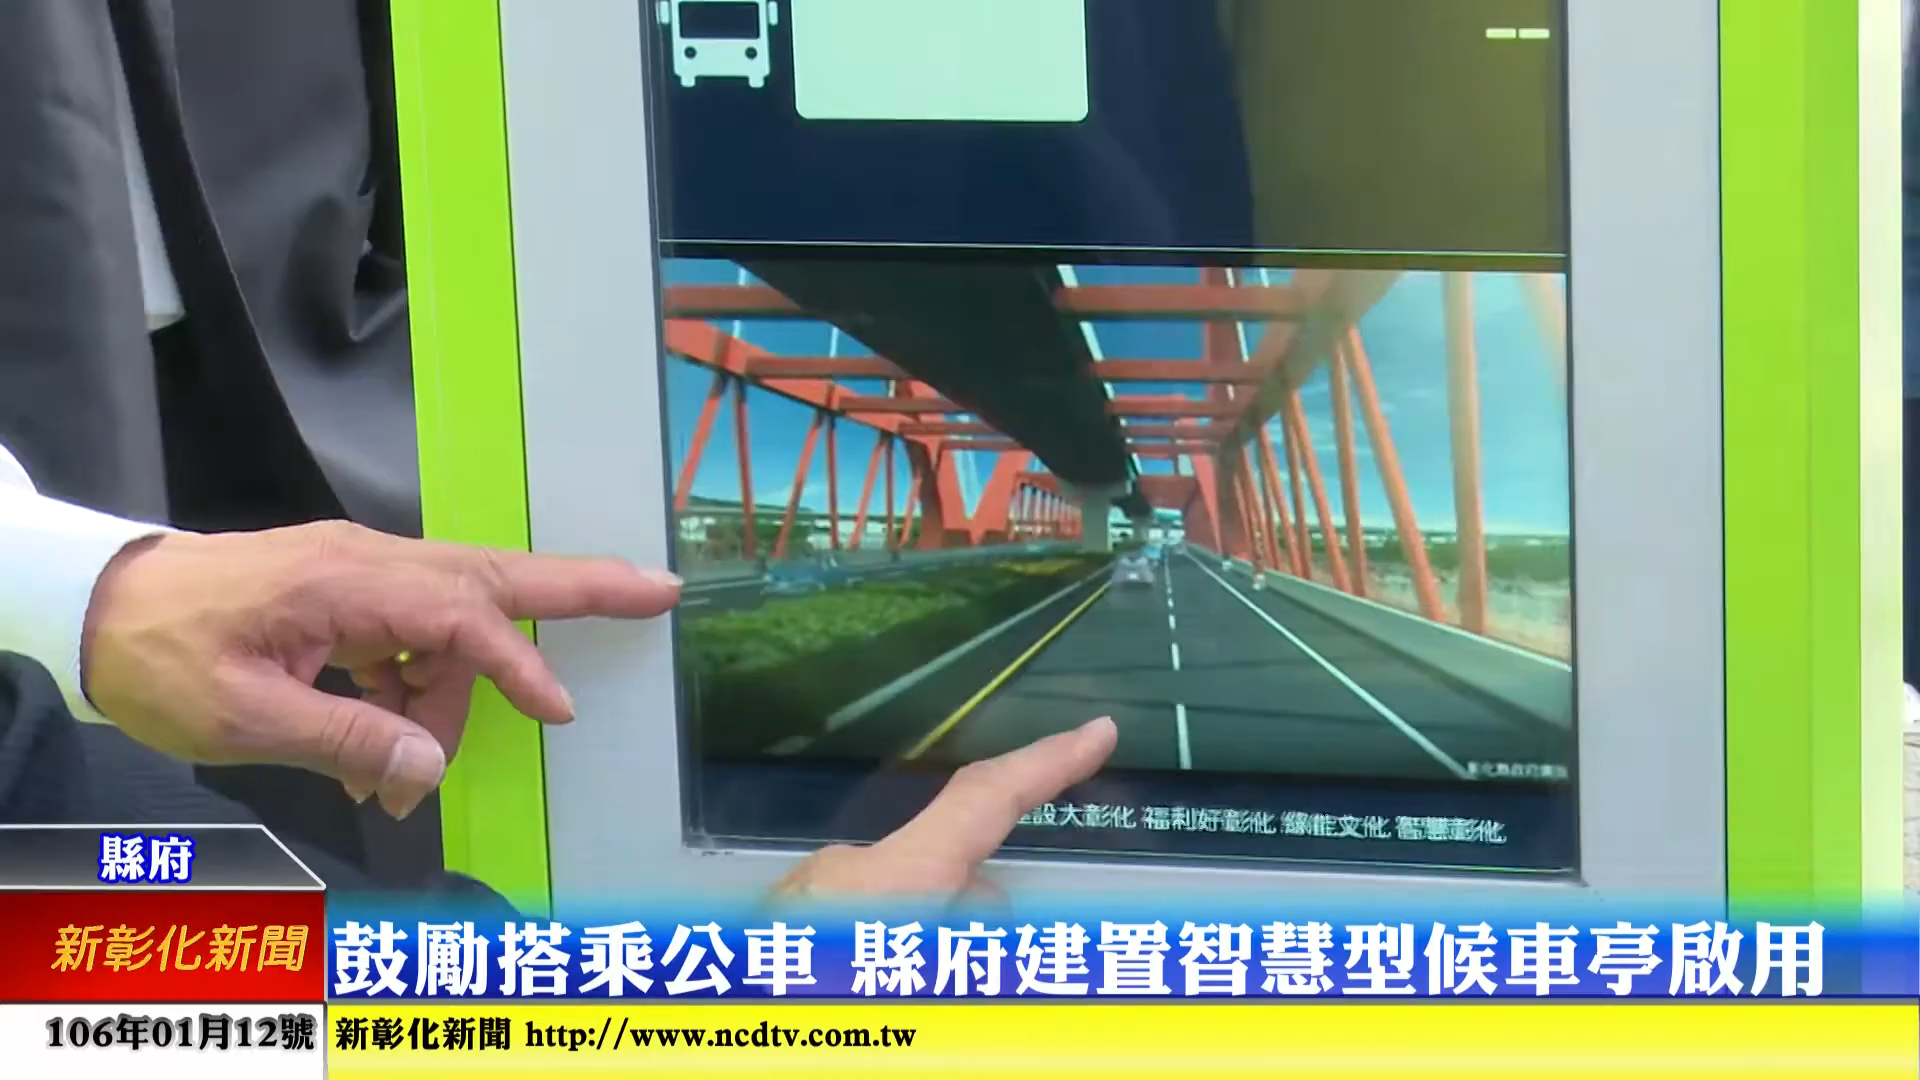 建設大彰化 福利好彰化 綠能文化 智慧彰化
縣府
新彰化新聞
鼓勵搭乘公車 縣府建置智慧型候車亭啟用
106年01月12號
新彰化新聞 http://www.ncdtv.com.tw